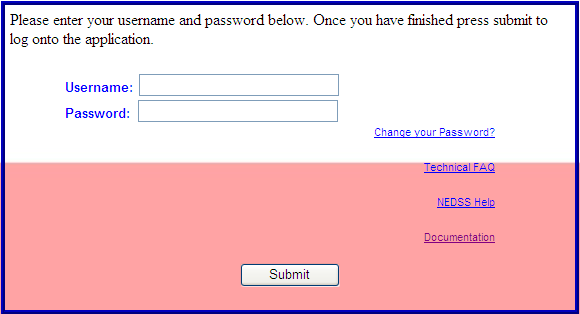 Please enter your username and password below. Once you have finished press submit to
log onto the application.
Username:
Password:
Change your Password?
Technical FAQ
NEDSS Help
Documentation
Submit